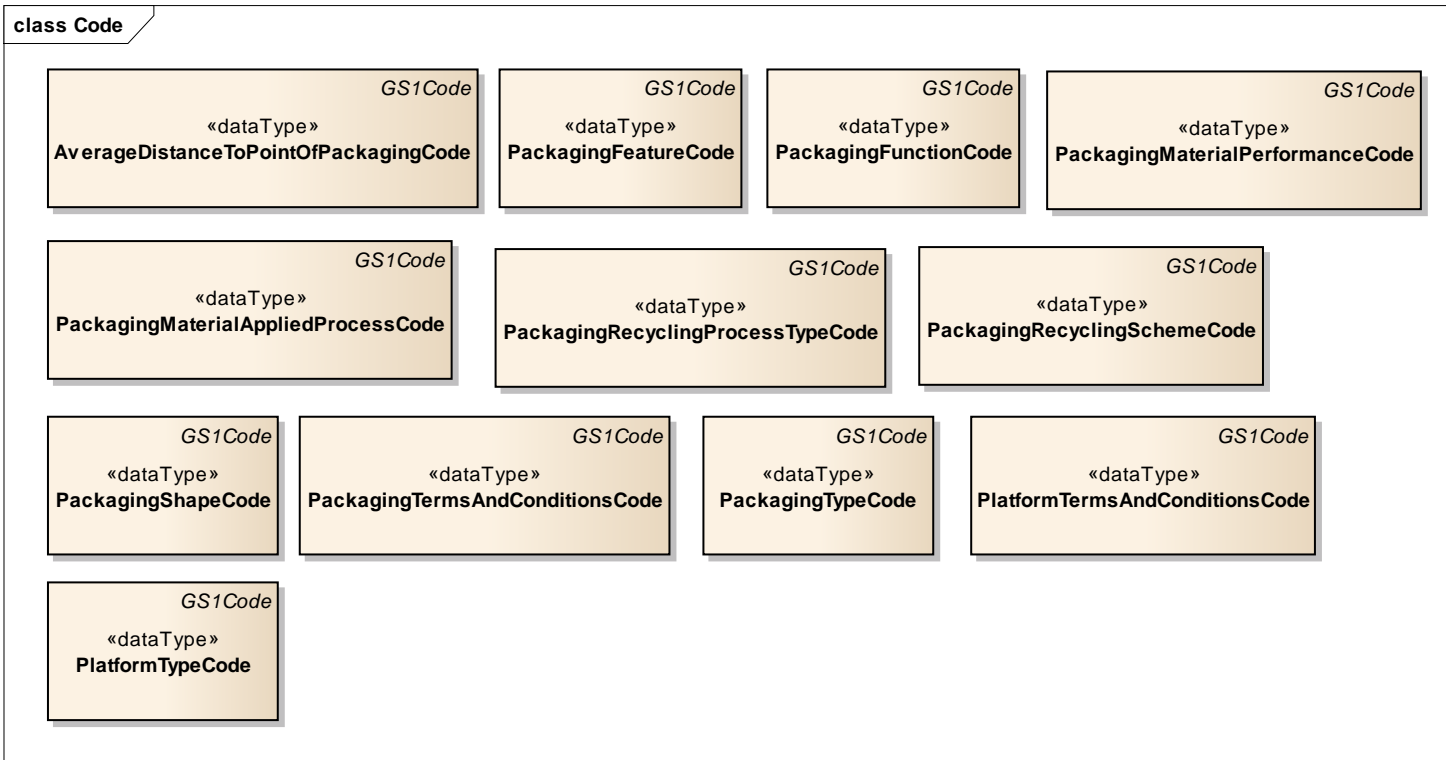 class Code
GS1Code
«dataType»
AverageDistanceToPointOfPackagingCode
GS1Code
«dataType»
PackagingFeatureCode
GS1Code
«dataType»
PackagingFunctionCode
GS1Code
«dataType»
PackagingMaterialPerformanceCode
GS1Code
«dataType»
PackagingMaterialAppliedProcessCode
GS1Code
«dataType»
PackagingRecyclingProcessTypeCode
GS1Code
«dataType»
PackagingRecyclingSchemeCode
GS1Code
«dataType»
PackagingShapeCode
GS1Code
«dataType»
PackagingTermsAndConditionsCode
GS1Code
«dataType»
PackagingTypeCode
GS1Code
«dataType»
PlatformTermsAndConditionsCode
GS1Code
«dataType»
PlatformTypeCode